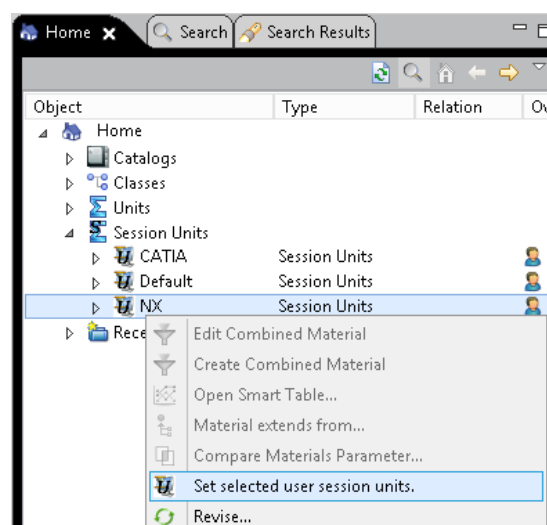 Home Search Search Results
Object Type Relation
Home
Catalogs
Classes
Units
Session Units
CATIA Session Units
Default Session Units
NX Session Units
Edit Combined Material
Create Combined Material
Open Smart Table...
Material extends from...
Compare Materials Parameter...
Set selected user session units.
Revise...